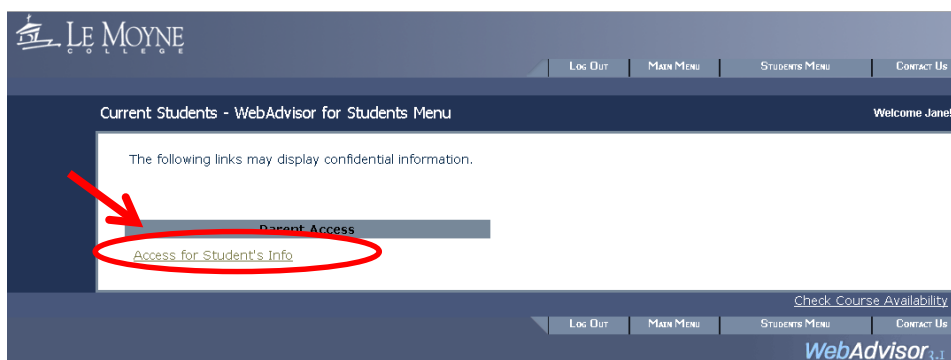 LE MOYNE
COLLEGE
LOG OUT MAIN MENU STUDENTS MENU CONTACT US
Current Students - WebAdvisor for Students Menu Welcome Jane!
The following links may display confidential information.
Parent Access
Access for Student's Info
Check Course Availability
LOG OUT MAIN MENU STUDENTS MENU CONTACT US
WebAdvisor 3.1